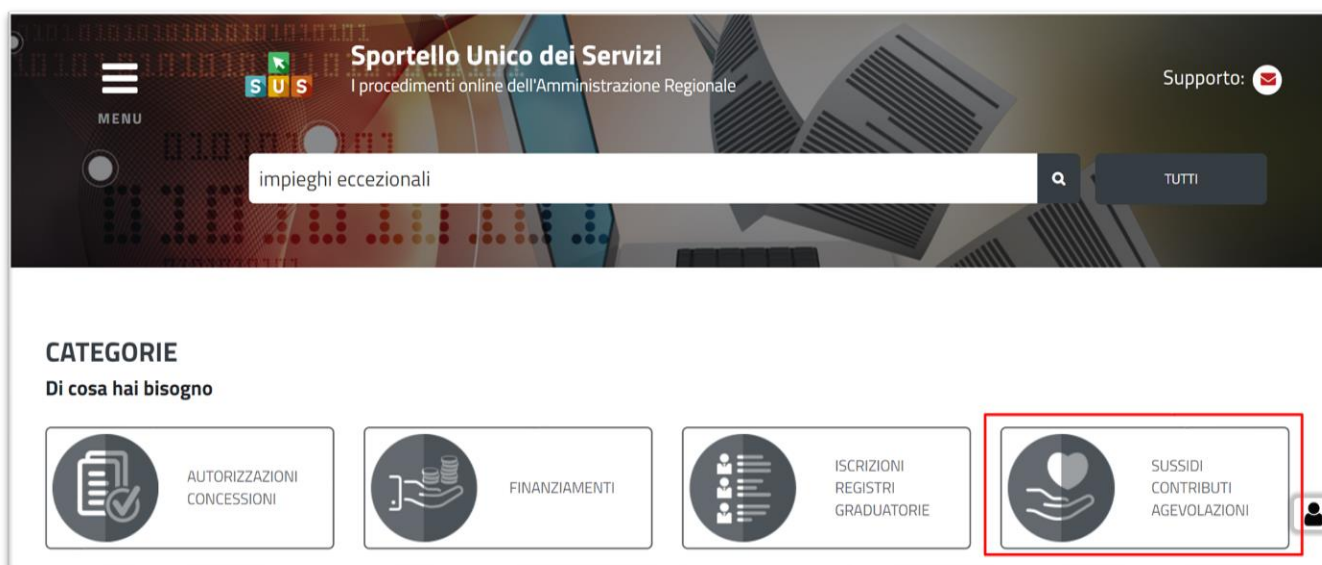 Sportello Unico dei Servizi
I procedimenti online dell'Amministrazione Regionale
SUS
MENU
Supporto:
impieghi eccezionali
TUTTI
CATEGORIE
Di cosa hai bisogno
AUTORIZZAZIONI
CONCESSIONI
FINANZIAMENTI
ISCRIZIONI
REGISTRI
GRADUATORIE
SUSSIDI
CONTRIBUTI
AGEVOLAZIONI